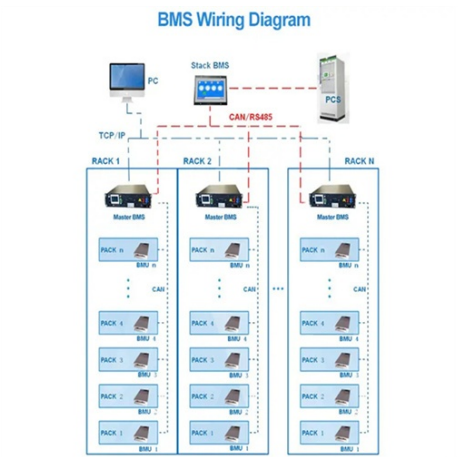 BMS Wiring Diagram
Stack BMS
PC
PCS
CAN/RS485
TCP/IP
RACK 1
RACK 2
RACK N
Master BMS
Master BMS
Master BMS
PACK n
PACK n
PACK n
BMU n
BMU n
BMU n
CAN
CAN
CAN
PACK 4
PACK 4
PACK 4
BMU 4
BMU 4
BMU 4
PACK 3
PACK 3
PACK 3
BMU 3
BMU 3
BMU 3
PACK 2
PACK 2
PACK 2
BMU 2
BMU 2
BMU 2
PACK 1
PACK 1
PACK 1
BMU 1
BMU 1
BMU 1